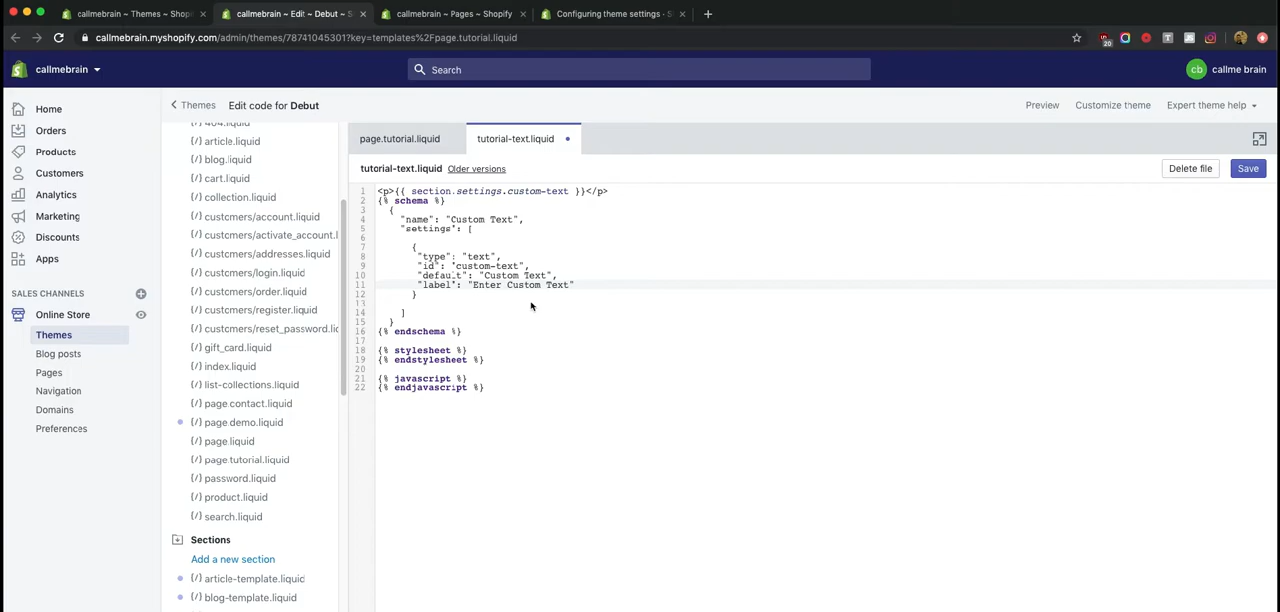 callmebrain ~ Themes ~ Shopi
callmebrain ~ Edit ~ Debut ~ S
callmebrain ~ Pages ~ Shopify
Configuring theme settings · S
callmebrain.myshopify.com/admin/themes/78741045301?key=templates%2Fpage.tutorial.liquid
20
callmebrain
Search
cb
callme brain
Home
Orders
Products
Customers
Analytics
Marketing
Discounts
Apps
SALES CHANNELS
Online Store
Themes
Blog posts
Pages
Navigation
Domains
Preferences
Themes
Edit code for Debut
Preview
Customize theme
Expert theme help
{/} 404.liquid
{/} article.liquid
{/} blog.liquid
{/} cart.liquid
{/} collection.liquid
{/} customers/account.liquid
{/} customers/activate_account.l
{/} customers/addresses.liquid
{/} customers/login.liquid
{/} customers/order.liquid
{/} customers/register.liquid
{/} customers/reset_password.liq
{/} gift_card.liquid
{/} index.liquid
{/} list-collections.liquid
{/} page.contact.liquid
{/} page.demo.liquid
{/} page.liquid
{/} page.tutorial.liquid
{/} password.liquid
{/} product.liquid
{/} search.liquid
Sections
Add a new section
{/} article-template.liquid
{/} blog-template.liquid
page.tutorial.liquid
tutorial-text.liquid
tutorial-text.liquid Older versions
Delete file
Save
1 <p>{{ section.settings.custom-text }}</p>
2 {% schema %}
3 {
4 "name": "Custom Text",
5 "settings": [
6
7 {
8 "type": "text",
9 "id": "custom-text",
10 "default": "Custom Text",
11 "label": "Enter Custom Text"
12 }
13
14 ]
15 }
16 {% endschema %}
17
18 {% stylesheet %}
19 {% endstylesheet %}
20
21 {% javascript %}
22 {% endjavascript %}